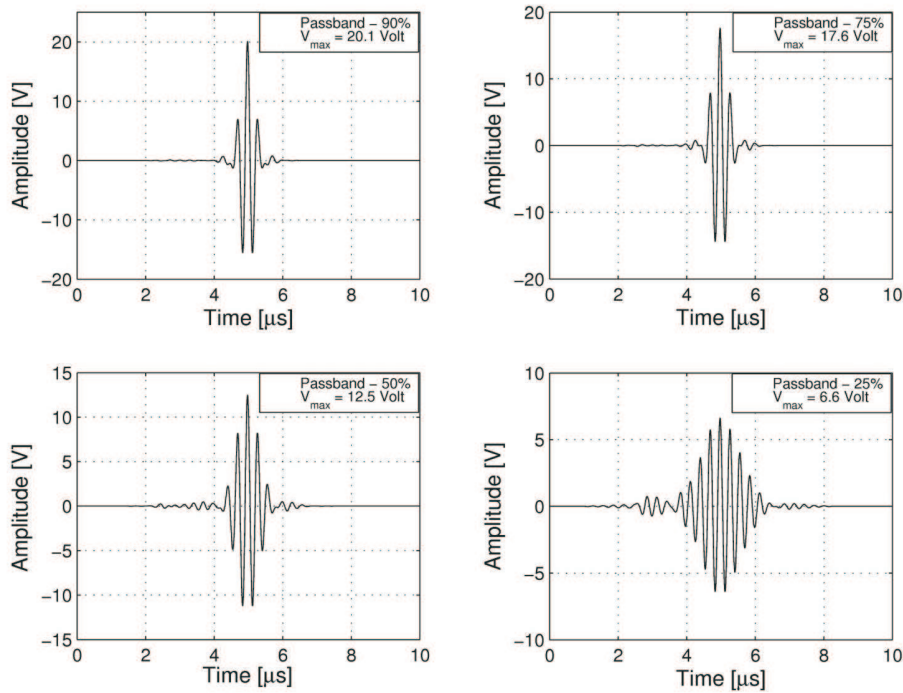 Passband – 90%
V_max = 20.1 Volt
20
10
0
−10
−20
0 2 4 6 8 10
Amplitude [V]
Time [μs]
Passband – 75%
V_max = 17.6 Volt
20
10
0
−10
−20
0 2 4 6 8 10
Amplitude [V]
Time [μs]
Passband – 50%
V_max = 12.5 Volt
15
10
5
0
−5
−10
−15
0 2 4 6 8 10
Amplitude [V]
Time [μs]
Passband – 25%
V_max = 6.6 Volt
10
5
0
−5
−10
0 2 4 6 8 10
Amplitude [V]
Time [μs]